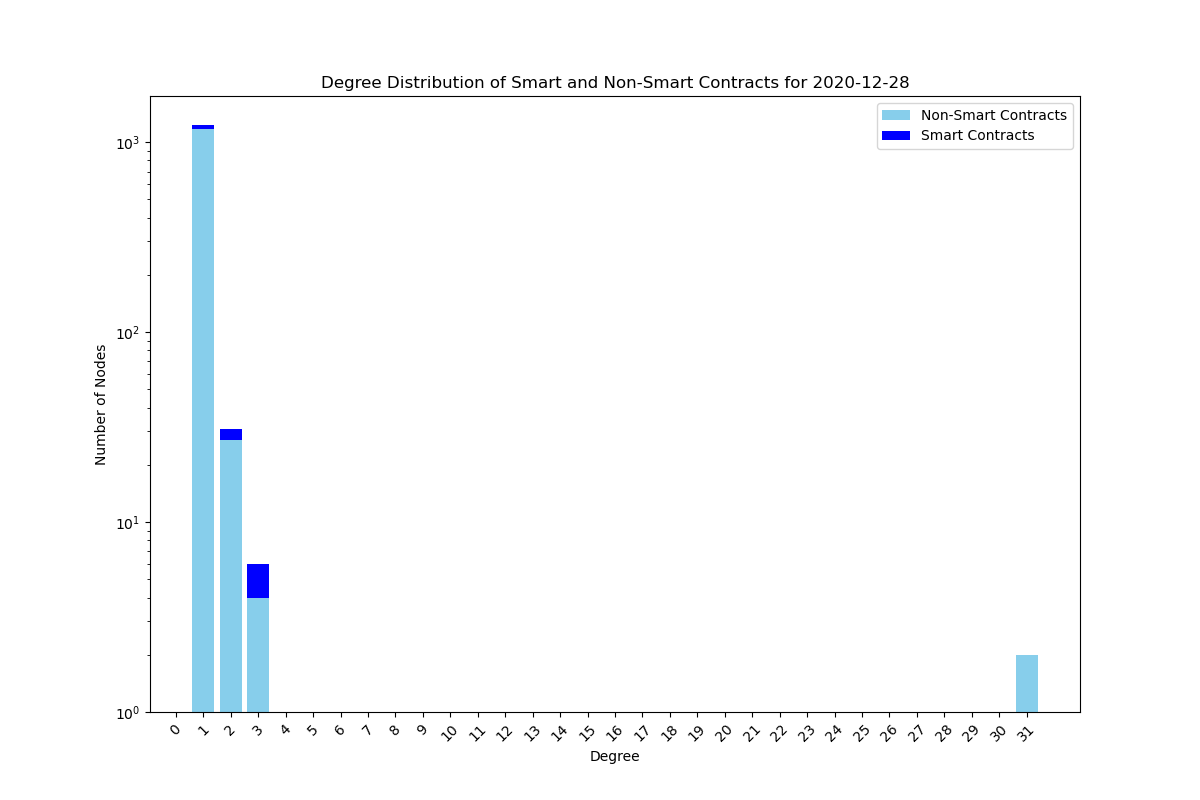 Degree Distribution of Smart and Non-Smart Contracts for 2020-12-28
Non-Smart Contracts
Smart Contracts
10³
10²
10¹
10⁰
Number of Nodes
0 1 2 3 4 5 6 7 8 9 10 11 12 13 14 15 16 17 18 19 20 21 22 23 24 25 26 27 28 29 30 31
Degree